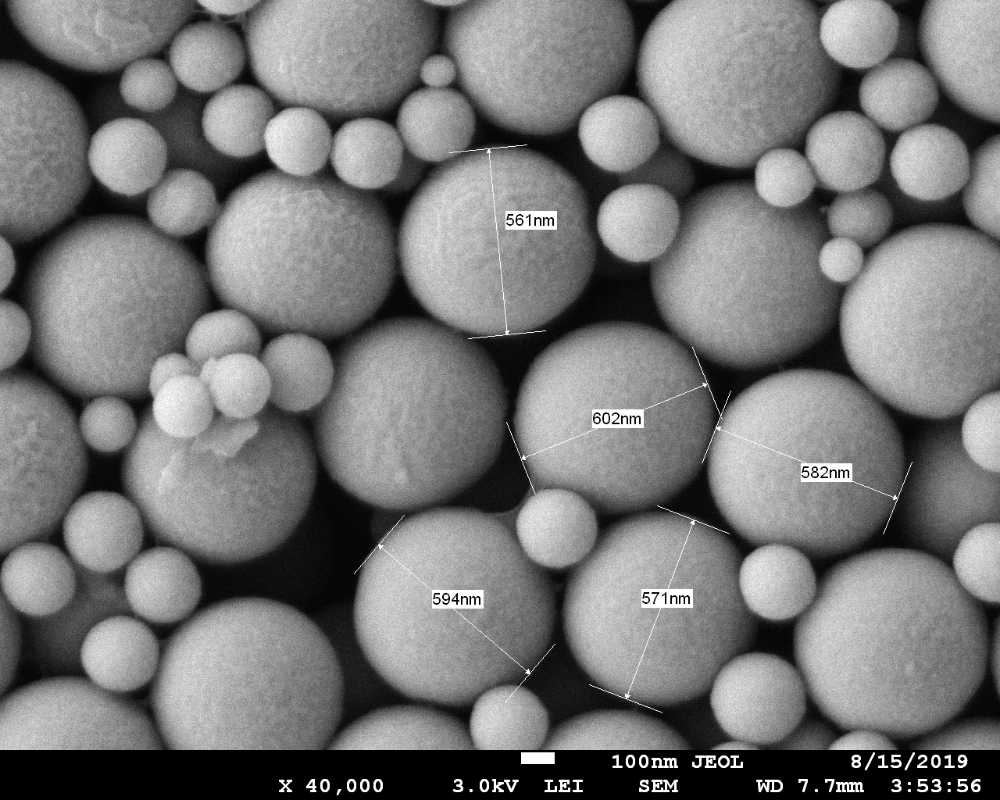 561nm
602nm
582nm
594nm
571nm
100nm JEOL 8/15/2019
X 40,000 3.0kV LEI SEM WD 7.7mm 3:53:56